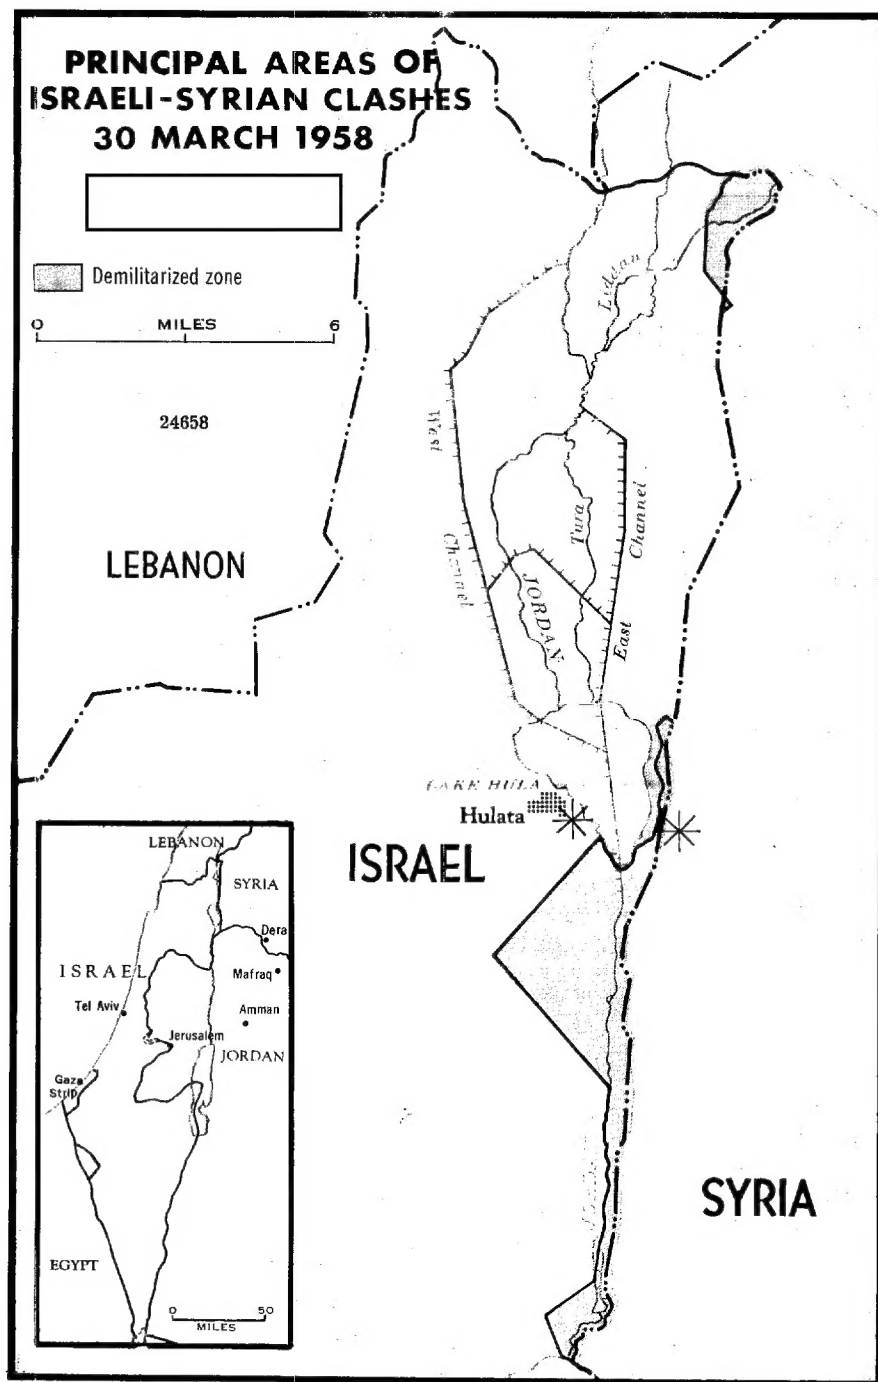 PRINCIPAL AREAS OF
ISRAELI-SYRIAN CLASHES
30 MARCH 1958
Demilitarized zone
0 MILES 6
24658
Liddan
West
Channel
Tura
Channel
East
JORDAN
LEBANON
LAKE HULA
Hulata
ISRAEL
SYRIA
LEBANON
SYRIA
Dera
ISRAEL
Mafraq
Tel Aviv
Amman
Jerusalem
JORDAN
Gaza
Strip
EGYPT
0 50
MILES